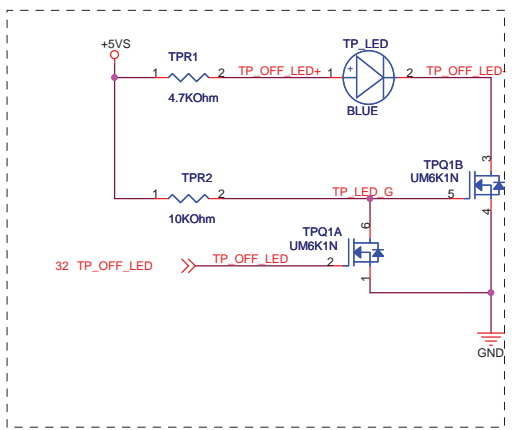 +5VS
TPR1
1
2
4.7KOhm
TP_OFF_LED+
TP_LED
1
+
2
BLUE
TP_OFF_LED-
TPR2
1
2
10KOhm
TP_LED_G
TPQ1B
UM6K1N
3
5
4
TPQ1A
UM6K1N
6
2
1
32 TP_OFF_LED
TP_OFF_LED
GND